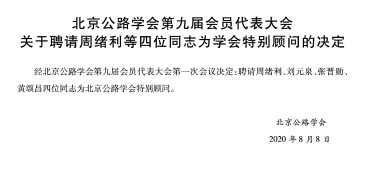 北京公路学会第九届会员代表大会
关于聘请周绪利等四位同志为学会特别顾问的决定
经北京公路学会第九届会员代表大会第一次会议决定:聘请周绪利、刘元泉、张晋勋、
黄颂昌四位同志为北京公路学会特别顾问。
北京公路学会
2020 年 8 月 8 日